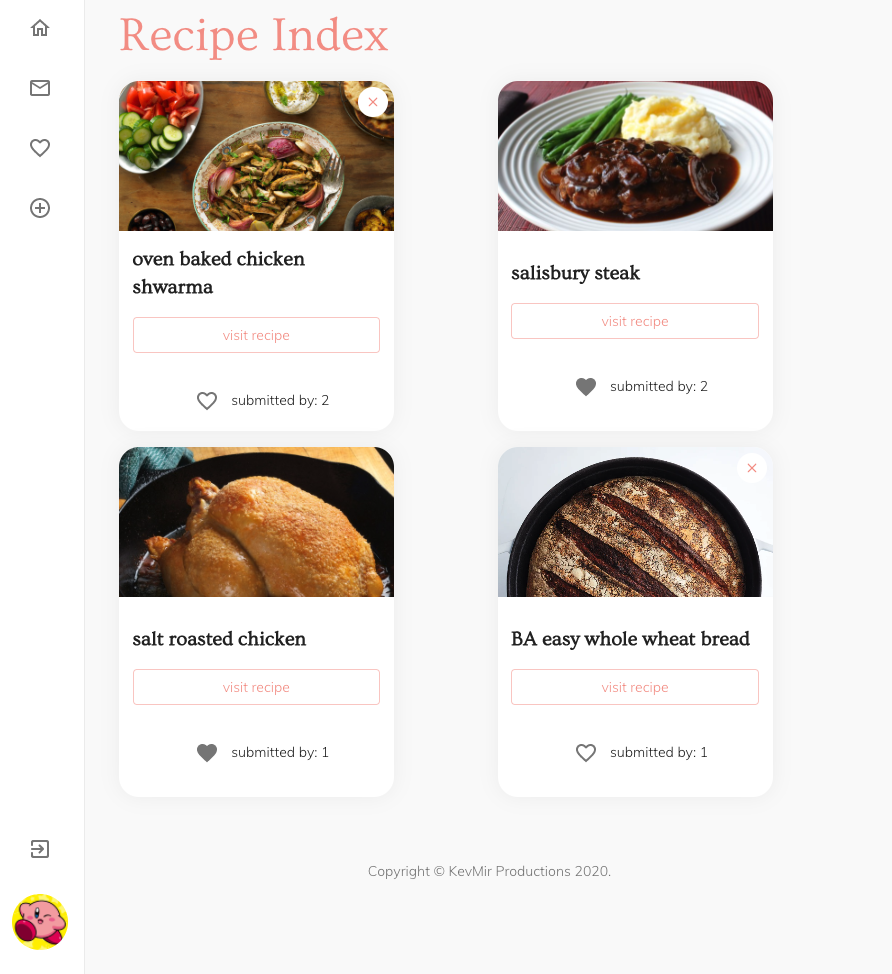 Recipe Index
oven baked chicken
shwarma
visit recipe
submitted by: 2
salisbury steak
visit recipe
submitted by: 2
salt roasted chicken
visit recipe
submitted by: 1
BA easy whole wheat bread
visit recipe
submitted by: 1
Copyright © KevMir Productions 2020.